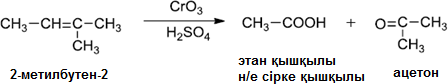 CH₃—CH=C—CH₃
CH₃
CrO₃
H₂SO₄
CH₃—COOH + O=C—CH₃
CH₃
2-метилбутен-2
этан қышқылы
н/е сірке қышқылы
ацетон